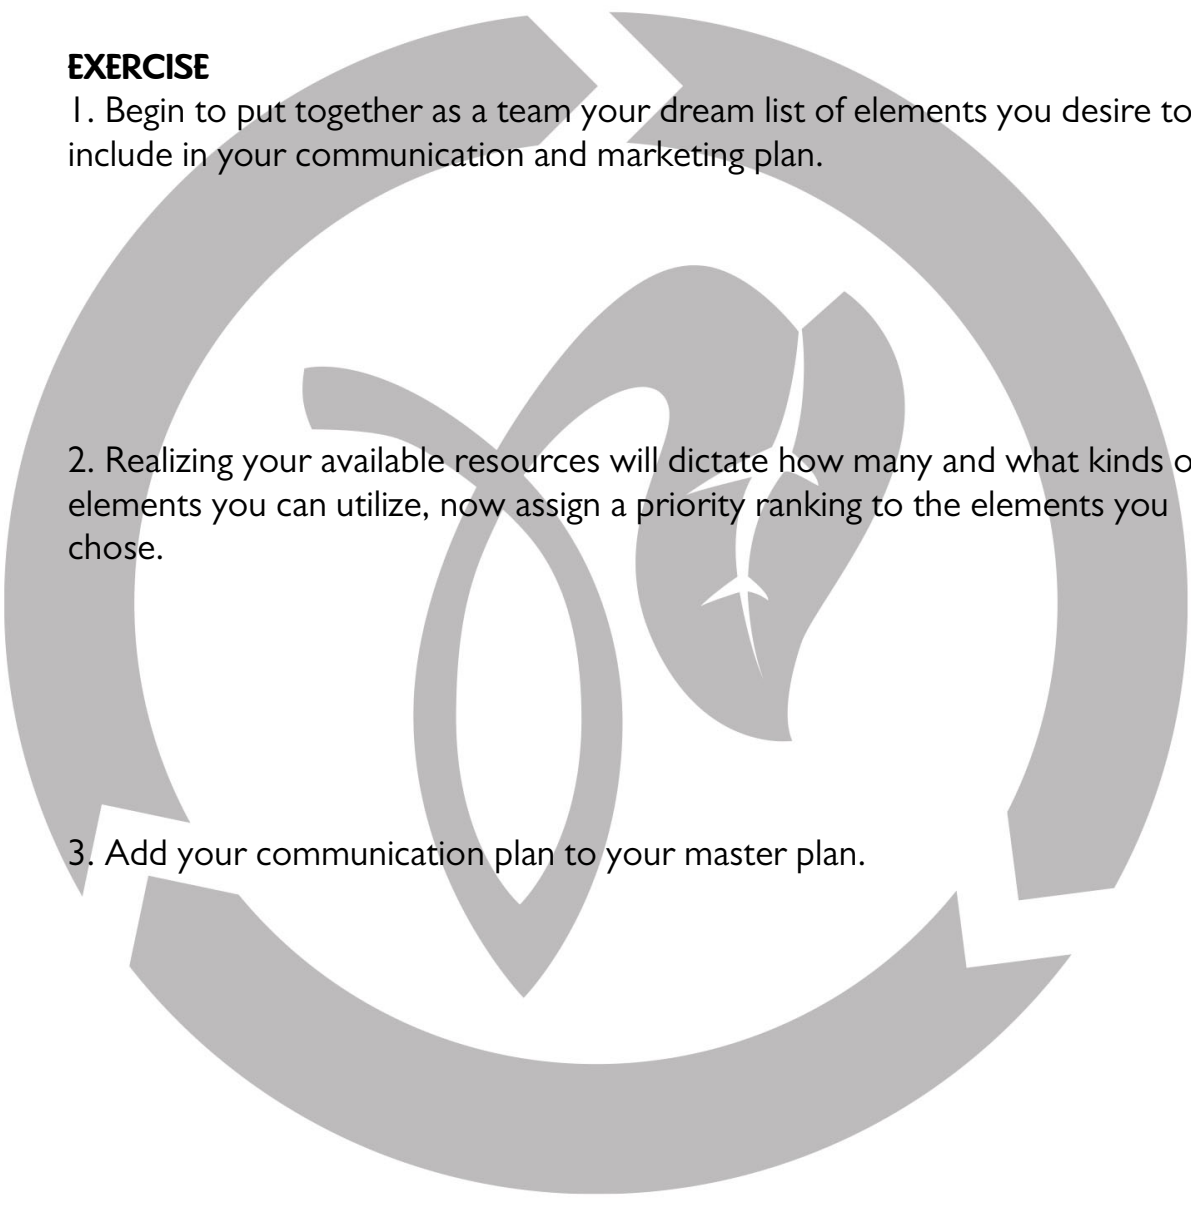 EXERCISE
1. Begin to put together as a team your dream list of elements you desire to
include in your communication and marketing plan.
2. Realizing your available resources will dictate how many and what kinds o
elements you can utilize, now assign a priority ranking to the elements you
chose.
3. Add your communication plan to your master plan.